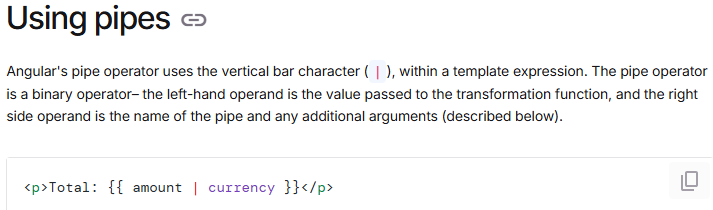 Using pipes
Angular's pipe operator uses the vertical bar character ( | ), within a template expression. The pipe operator
is a binary operator– the left-hand operand is the value passed to the transformation function, and the right
side operand is the name of the pipe and any additional arguments (described below).
<p>Total: {{ amount | currency }}</p>